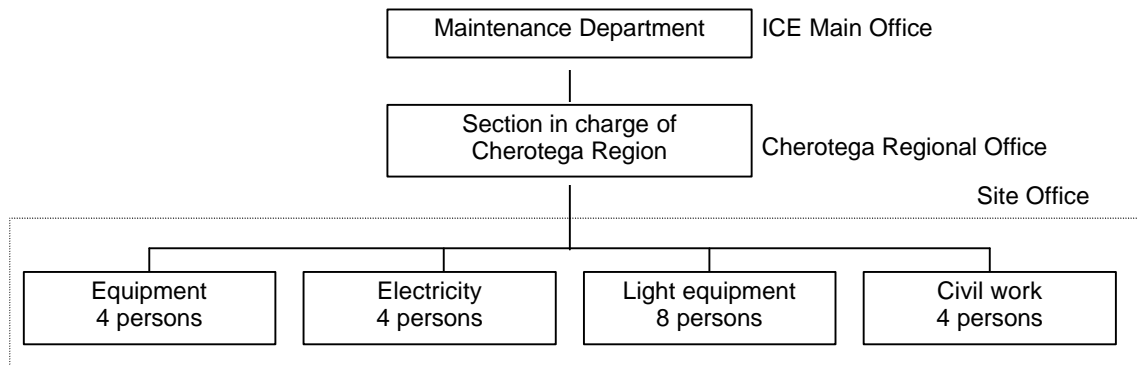 Maintenance Department
ICE Main Office
Section in charge of
Cherotega Region
Cherotega Regional Office
Site Office
Equipment
4 persons
Electricity
4 persons
Light equipment
8 persons
Civil work
4 persons